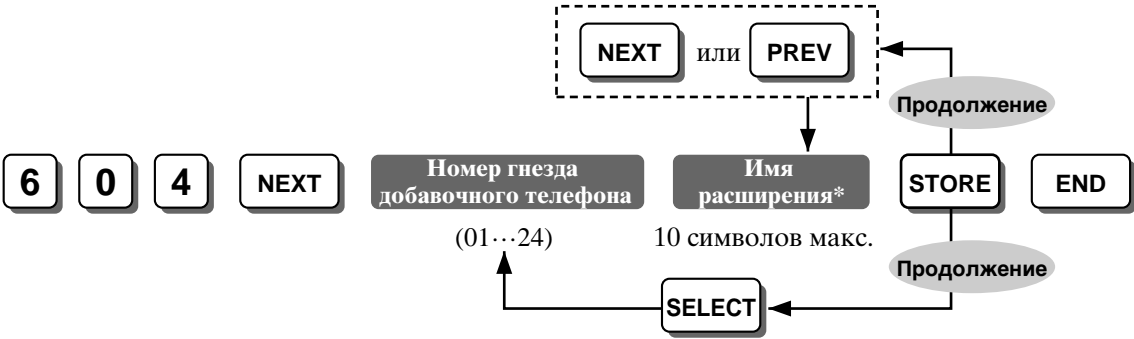 NEXT или PREV
Продолжение
6 0 4 NEXT
Номер гнезда
добавочного телефона
Имя
расширения*
STORE
END
(01···24)
10 символов макс.
Продолжение
SELECT